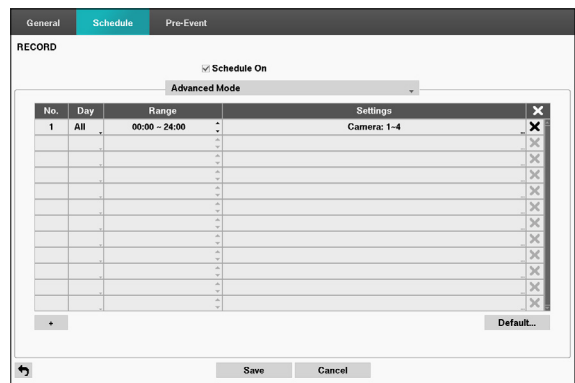 General Schedule Pre-Event
RECORD
Schedule On
Advanced Mode
No. Day Range Settings
1 All 00:00 ~ 24:00 Camera: 1~4
+ Default...
Save Cancel